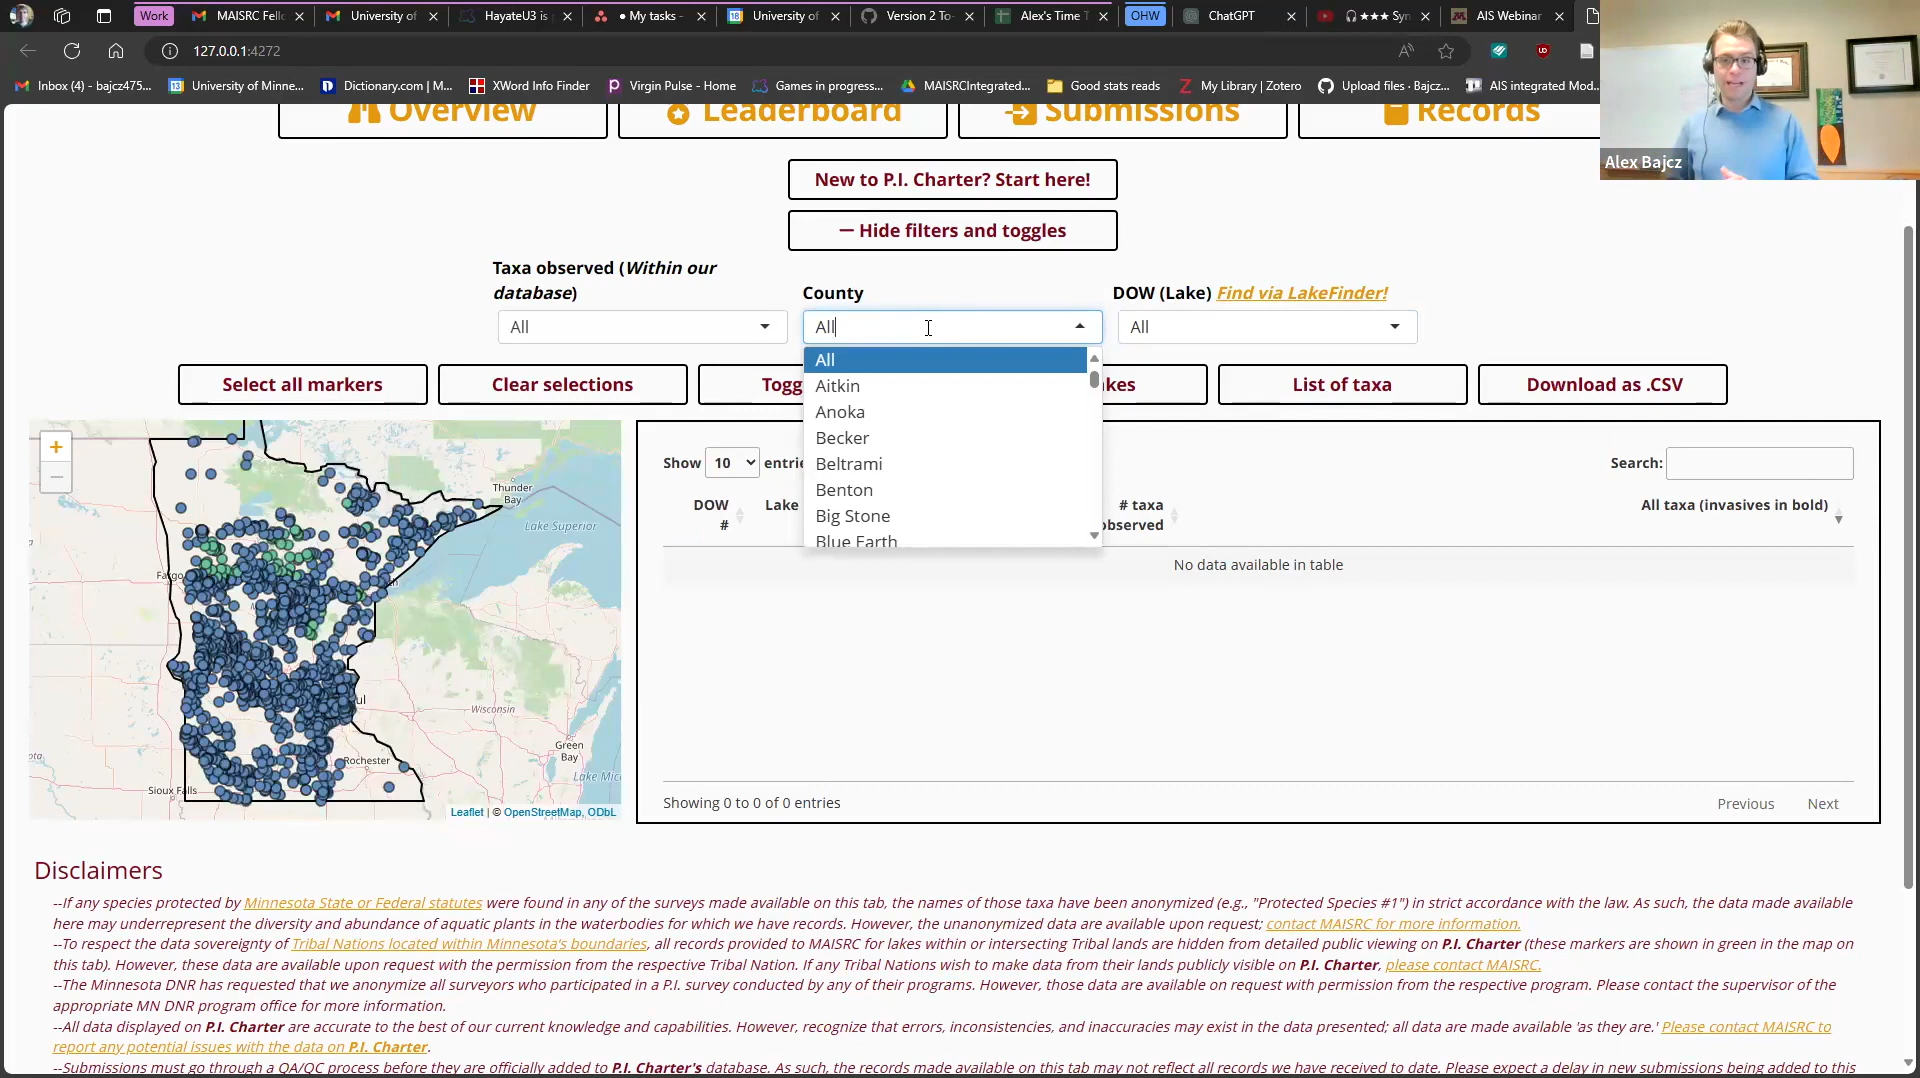 Work
MAISRC Fell
University of
HayateU3 is
• My tasks -
University of
Version 2 To-
Alex's Time T
OHW
ChatGPT
★★★ Syn
AIS Webinar
127.0.0.1:4272
Inbox (4) - bajcz475...
University of Minne...
Dictionary.com | M...
XWord Info Finder
Virgin Pulse - Home
Games in progress...
MAISRCIntegrated...
Good stats reads
My Library | Zotero
Upload files · Bajcz...
AIS integrated Mod...
Alex Bajcz
Overview
Leaderboard
Submissions
Records
New to P.I. Charter? Start here!
— Hide filters and toggles
Taxa observed (Within our
database)
County
DOW (Lake) Find via LakeFinder!
All
All
All
All
Aitkin
Anoka
Becker
Beltrami
Benton
Big Stone
Blue Earth
Select all markers
Clear selections
Togg
kes
List of taxa
Download as .CSV
+
−
Thunder
Bay
Lake Superior
Fargo
Wisconsin
Green
Bay
Lake Mic
Rochester
Sioux Falls
Leaflet | © OpenStreetMap, ODbL
Show 10 entrie
Search:
DOW
#
Lake
# taxa
observed
All taxa (invasives in bold)
No data available in table
Showing 0 to 0 of 0 entries
Previous
Next
Disclaimers
--If any species protected by Minnesota State or Federal statutes were found in any of the surveys made available on this tab, the names of those taxa have been anonymized (e.g., "Protected Species #1") in strict accordance with the law. As such, the data made available
here may underrepresent the diversity and abundance of aquatic plants in the waterbodies for which we have records. However, the unanonymized data are available upon request; contact MAISRC for more information.
--To respect the data sovereignty of Tribal Nations located within Minnesota's boundaries, all records provided to MAISRC for lakes within or intersecting Tribal lands are hidden from detailed public viewing on P.I. Charter (these markers are shown in green in the map on
this tab). However, these data are available upon request with the permission from the respective Tribal Nation. If any Tribal Nations wish to make data from their lands publicly visible on P.I. Charter, please contact MAISRC.
--The Minnesota DNR has requested that we anonymize all surveyors who participated in a P.I. survey conducted by any of their programs. However, those data are available on request with permission from the respective program. Please contact the supervisor of the
appropriate MN DNR program office for more information.
--All data displayed on P.I. Charter are accurate to the best of our current knowledge and capabilities. However, recognize that errors, inconsistencies, and inaccuracies may exist in the data presented; all data are made available 'as they are.' Please contact MAISRC to
report any potential issues with the data on P.I. Charter.
--Submissions must go through a QA/QC process before they are officially added to P.I. Charter's database. As such, the records made available on this tab may not reflect all records we have received to date. Please expect a delay in new submissions being added to this